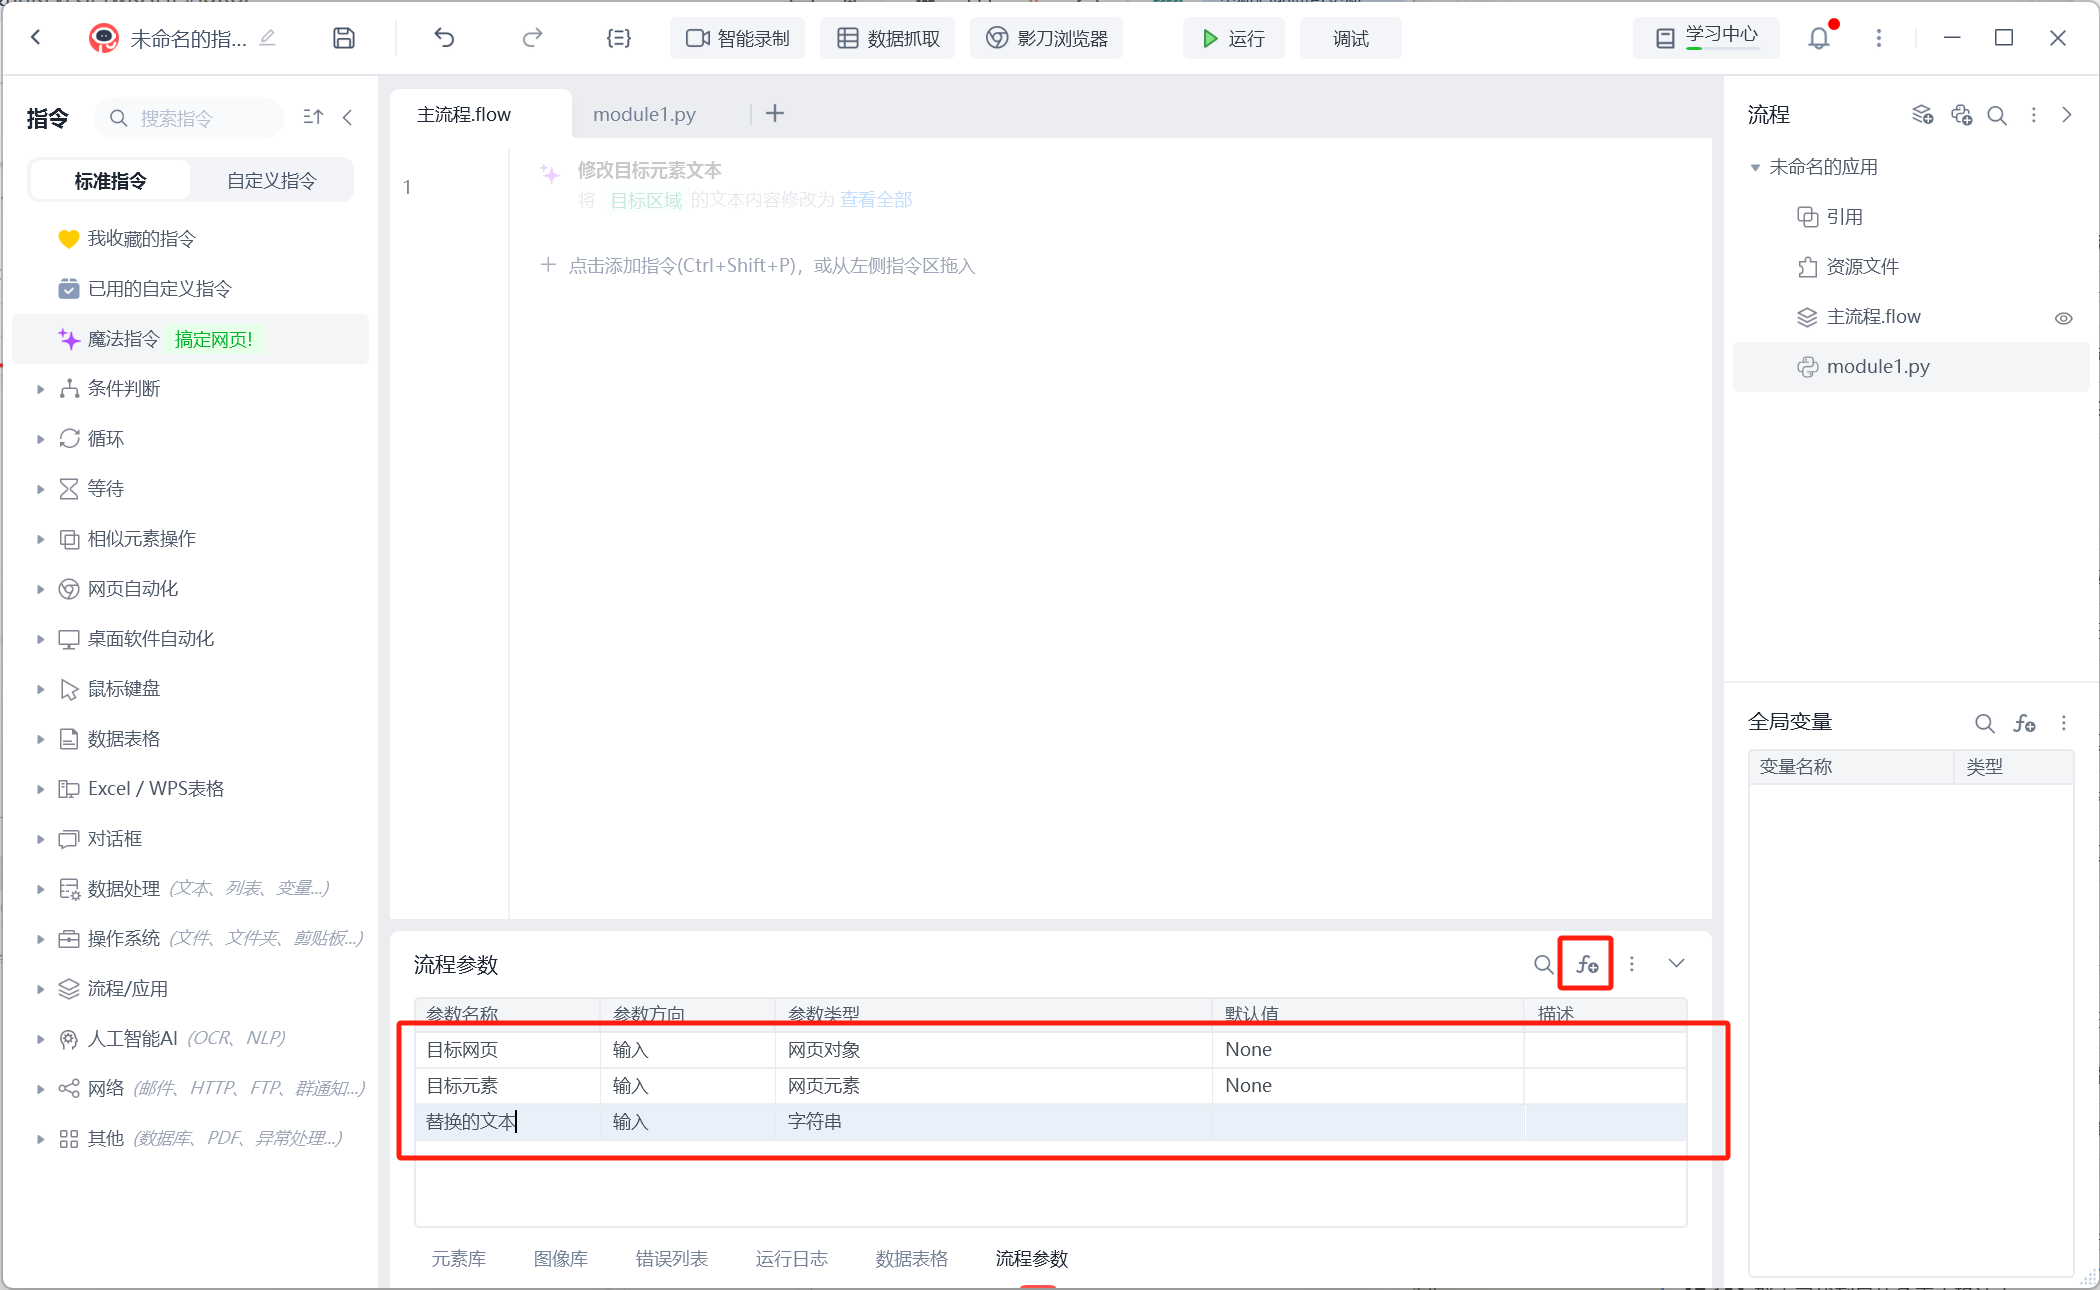 未命名的指...
智能录制
数据抓取
影刀浏览器
运行
调试
学习中心
指令
搜索指令
标准指令
自定义指令
我收藏的指令
已用的自定义指令
魔法指令 搞定网页!
条件判断
循环
等待
相似元素操作
网页自动化
桌面软件自动化
鼠标键盘
数据表格
Excel / WPS表格
对话框
数据处理 (文本、列表、变量...)
操作系统 (文件、文件夹、剪贴板...)
流程/应用
人工智能AI (OCR、NLP)
网络 (邮件、HTTP、FTP、群通知...)
其他 (数据库、PDF、异常处理...)
主流程.flow
module1.py
1
修改目标元素文本
将 目标区域 的文本内容修改为 查看全部
点击添加指令(Ctrl+Shift+P)，或从左侧指令区拖入
流程参数
参数名称 参数方向 参数类型 默认值 描述
目标网页 输入 网页对象 None
目标元素 输入 网页元素 None
替换的文本 输入 字符串
元素库
图像库
错误列表
运行日志
数据表格
流程参数
流程
未命名的应用
引用
资源文件
主流程.flow
module1.py
全局变量
变量名称 类型